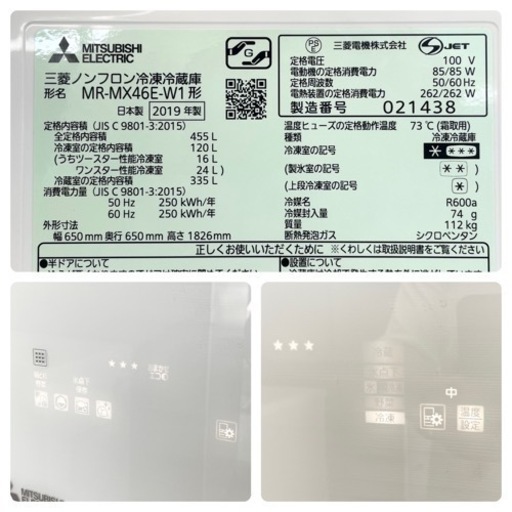 MITSUBISHI
ELECTRIC
三菱ノンフロン冷凍冷蔵庫
形名 MR-MX46E-W1形
日本製 2019年製
定格内容積 (JIS C 9801-3:2015)
全定格内容積 455 L
冷凍室の定格内容積 120 L
(うちツースター性能冷凍室 16 L
ワンスター性能冷凍室 24 L)
冷蔵室の定格内容積 335 L
消費電力量 (JIS C 9801-3:2015)
50 Hz 250 kWh/年
60 Hz 250 kWh/年
外形寸法
幅 650 mm 奥行 650 mm 高さ 1826 mm
G
PS
E
三菱電機株式会社
S JET
定格電圧 100 V
電動機の定格消費電力 85/85 W
定格周波数 50/60 Hz
電熱装置の定格消費電力 262/262 W
製造番号 021438
温度ヒューズの定格動作温度 73℃(霜取用)
種類 冷凍冷蔵庫
冷凍室の記号 * ***
(製氷室の記号 **)
(上段冷凍室の記号 *)
冷媒名 R600a
冷媒封入量 74 g
質量 112 kg
断熱発泡ガス シクロペンタン
正しくお使いいただくために ※くわしくは取扱説明書をご覧ください
■半ドアについて
■設置について
★★★
MITSUBISHI
ELECTRIC
★★★
中
冷凍
温度
設定